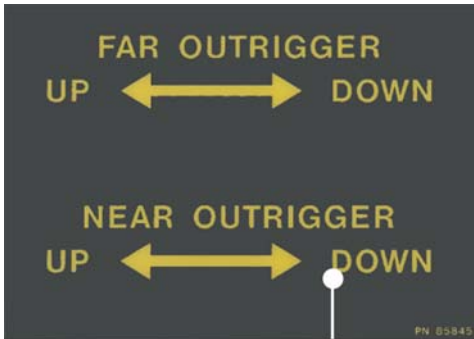 FAR OUTRIGGER
UP DOWN
NEAR OUTRIGGER
UP DOWN
PN 85845